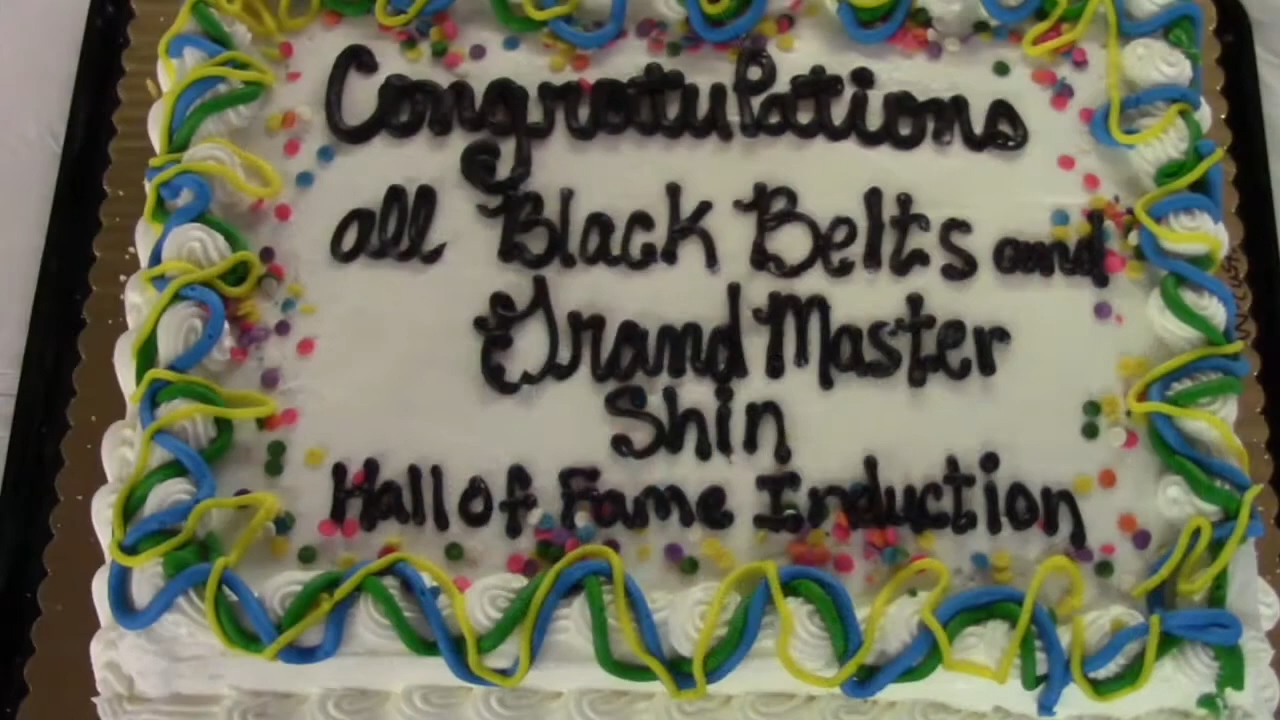 Congratulations
all Black Belts and
Grand Master
Shin
Hall of Fame Induction